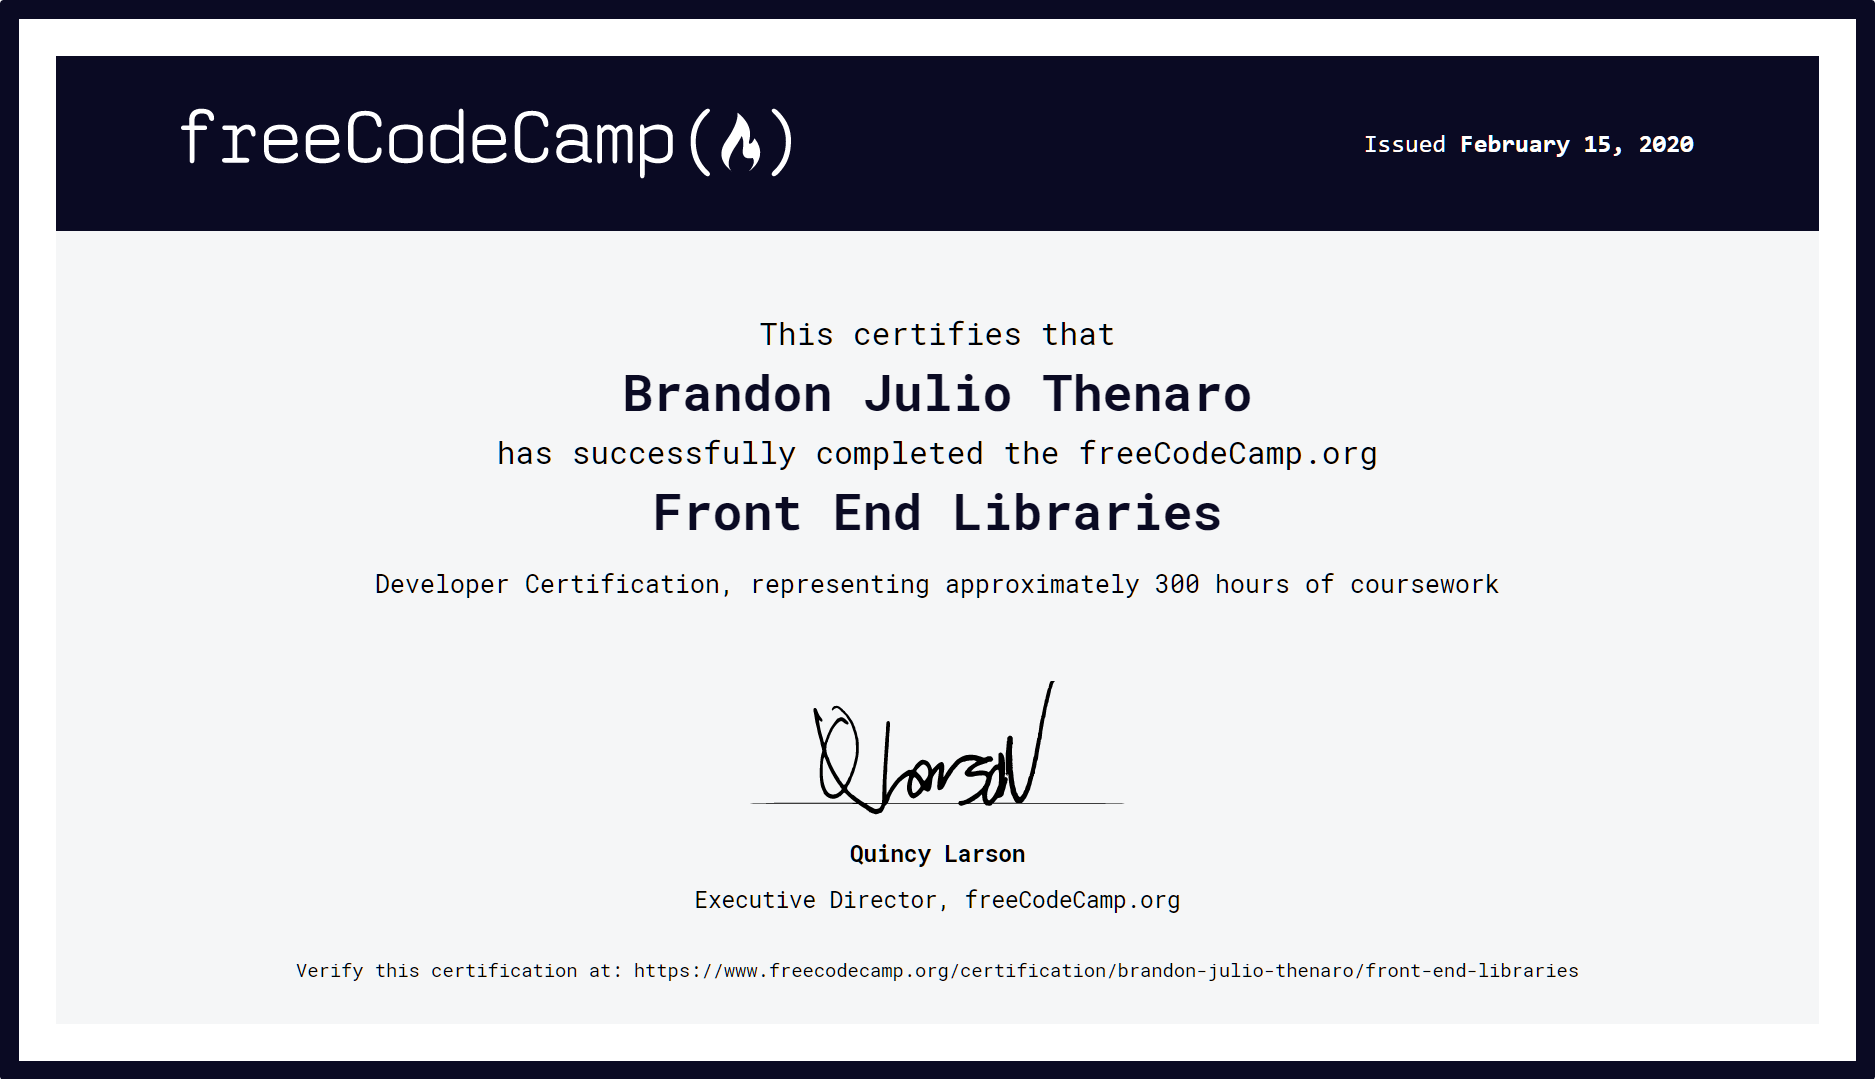 freeCodeCamp(🔥)
Issued February 15, 2020
This certifies that
Brandon Julio Thenaro
has successfully completed the freeCodeCamp.org
Front End Libraries
Developer Certification, representing approximately 300 hours of coursework
Q Larson
Quincy Larson
Executive Director, freeCodeCamp.org
Verify this certification at: https://www.freecodecamp.org/certification/brandon-julio-thenaro/front-end-libraries